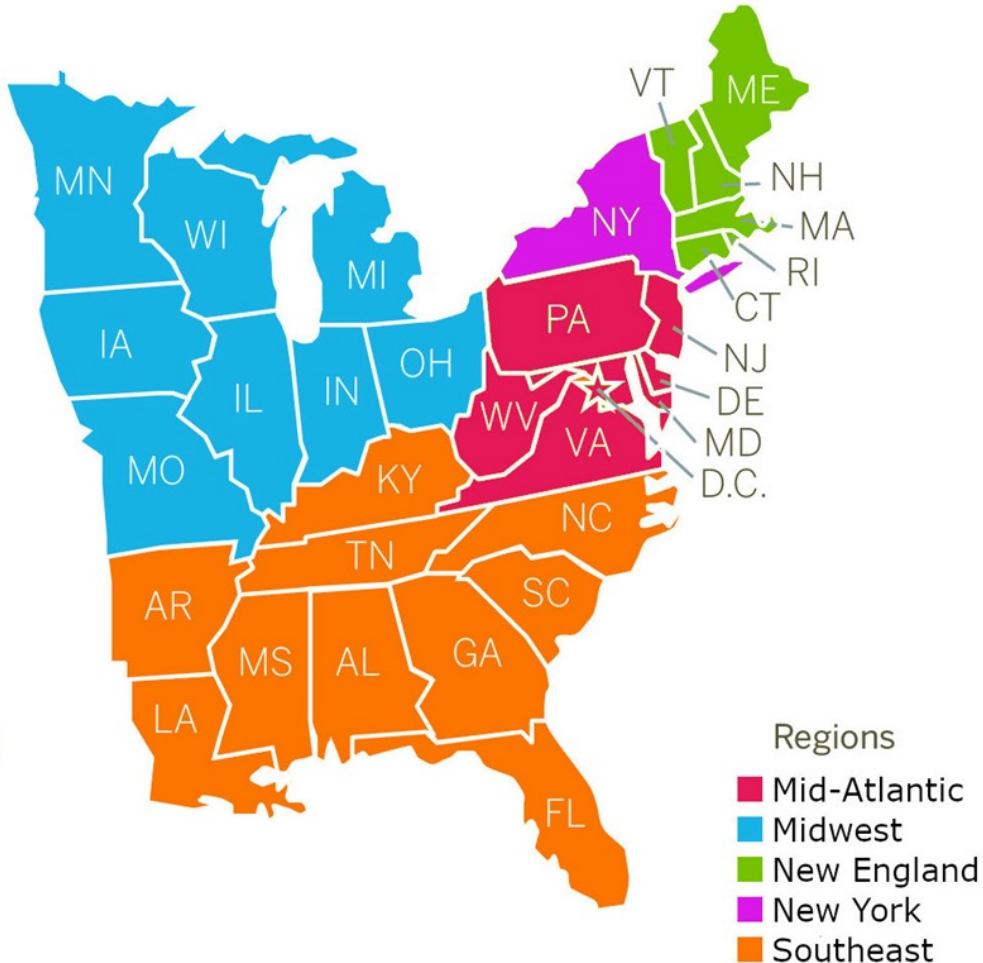 VT
ME
MN
NH
WI
NY
MA
MI
RI
CT
IA
PA
OH
NJ
IL
IN
DE
WV
VA
MD
MO
KY
D.C.
NC
TN
AR
SC
MS
AL
GA
LA
FL
Regions
Mid-Atlantic
Midwest
New England
New York
Southeast